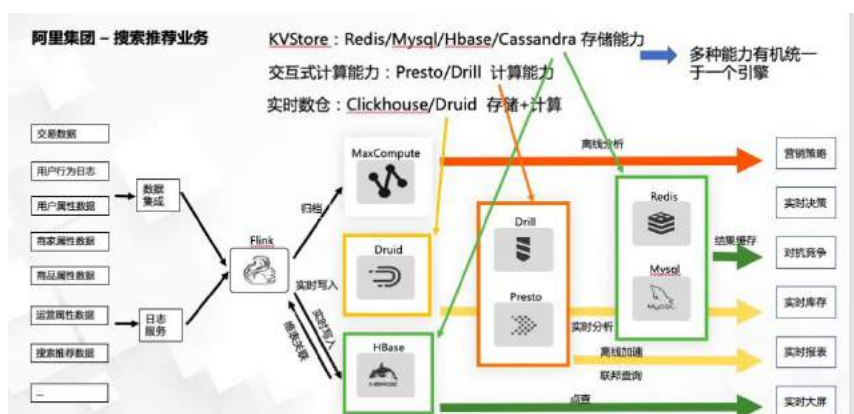 阿里集团 – 搜索推荐业务
KVStore：Redis/Mysql/Hbase/Cassandra 存储能力
交互式计算能力：Presto/Drill 计算能力
实时数仓：Clickhouse/Druid 存储+计算
多种能力有机统一
于一个引擎
交易数据
用户行为日志
用户属性数据
商家属性数据
商品属性数据
运营属性数据
搜索推荐数据
...
数据
集成
日志
服务
Flink
归档
实时写入
实时写入
维表关联
MaxCompute
Druid
HBase
HBASE
离线分析
Drill
Presto
实时分析
离线加速
联邦查询
点查
Redis
Mysql
MySQL
结果缓存
营销策略
实时决策
对抗竞争
实时库存
实时报表
实时大屏